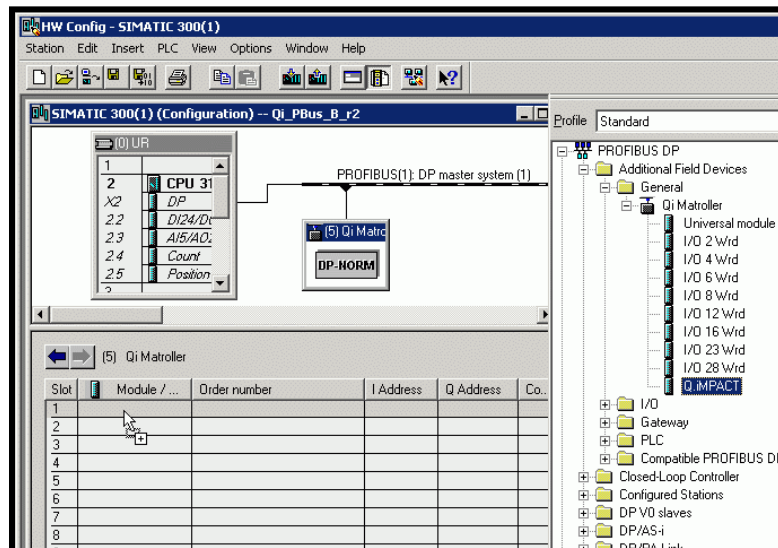 HW Config - SIMATIC 300(1)
Station Edit Insert PLC View Options Window Help
SIMATIC 300(1) (Configuration) -- Qi_PBus_B_r2
(0) UR
1
2 CPU 31
X2 DP
2.2 DI24/D
2.3 AI5/AO2
2.4 Count
2.5 Position
3
PROFIBUS(1): DP master system (1)
(5) Qi Matro
DP-NORM
(5) Qi Matroller
Slot Module / ... Order number I Address Q Address Co...
1
2
3
4
5
6
7
8
Profile Standard
PROFIBUS DP
Additional Field Devices
General
Qi Matroller
Universal module
I/O 2 Wrd
I/O 4 Wrd
I/O 6 Wrd
I/O 8 Wrd
I/O 12 Wrd
I/O 16 Wrd
I/O 23 Wrd
I/O 28 Wrd
Q.iMPACT
I/O
Gateway
PLC
Compatible PROFIBUS D
Closed-Loop Controller
Configured Stations
DP V0 slaves
DP/AS-i
DP/PA Link